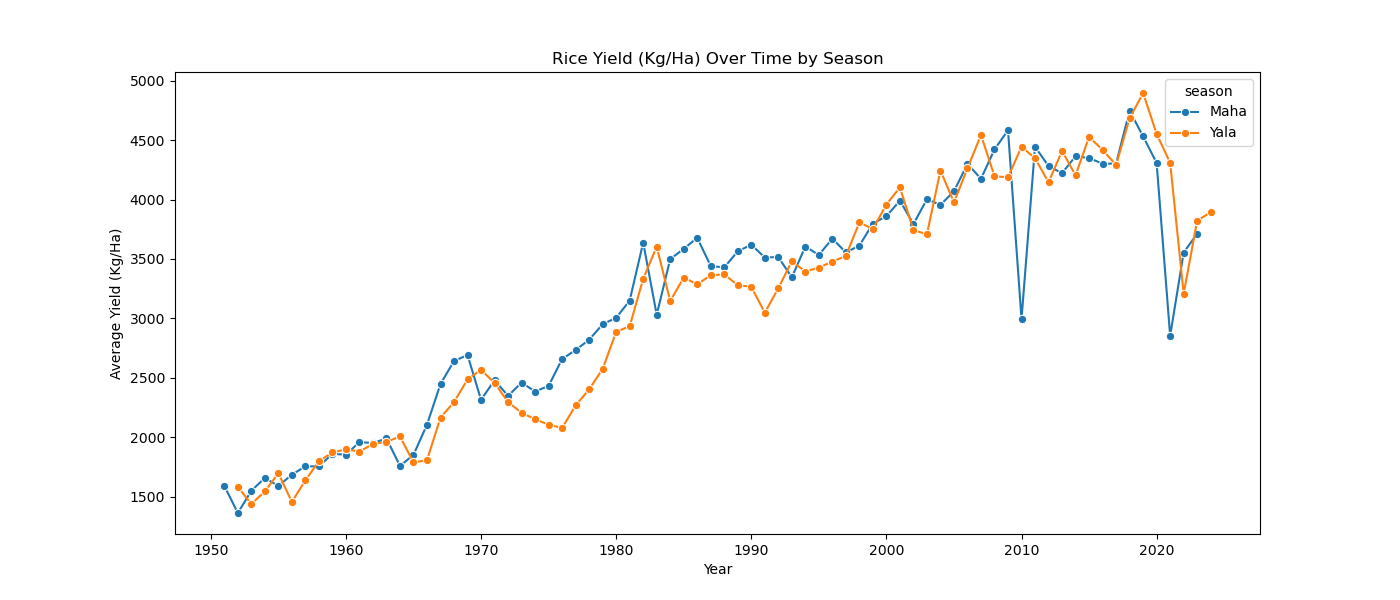 Rice Yield (Kg/Ha) Over Time by Season
5000
4500
4000
3500
3000
2500
2000
1500
Average Yield (Kg/Ha)
season
Maha
Yala
1950 1960 1970 1980 1990 2000 2010 2020
Year